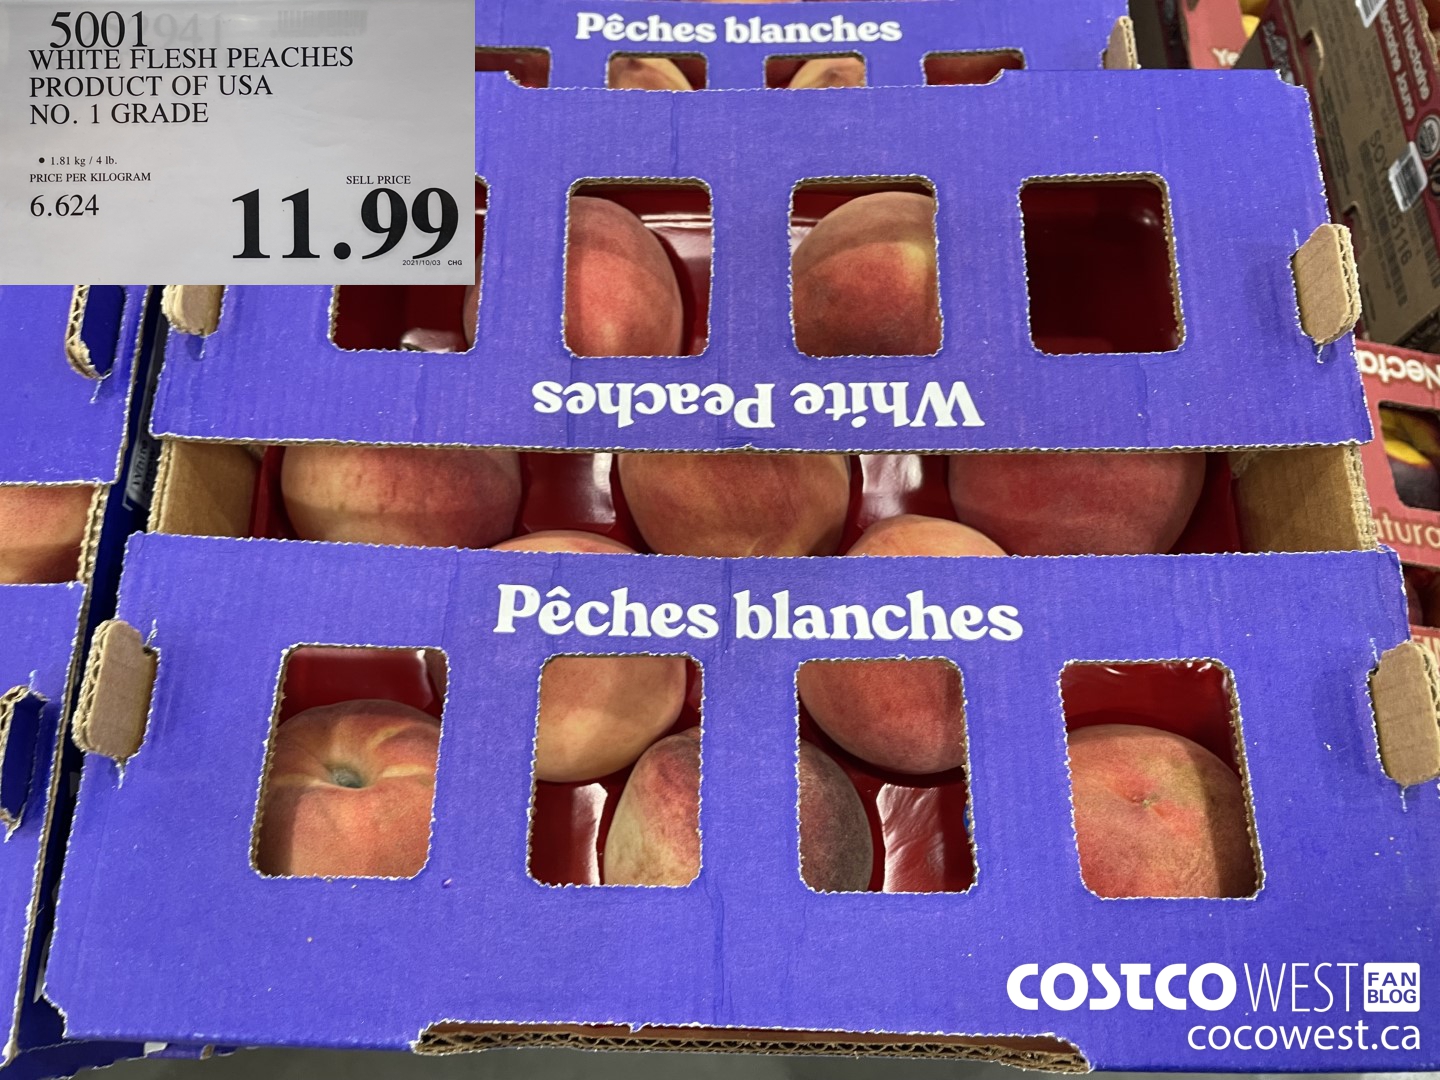 5001
WHITE FLESH PEACHES
PRODUCT OF USA
NO. 1 GRADE
• 1.81 kg / 4 lb.
PRICE PER KILOGRAM
6.624
SELL PRICE
11.99
2021/10/03 CHG
Pêches blanches
White Peaches
Pêches blanches
COSTCO WEST FAN BLOG
cocowest.ca